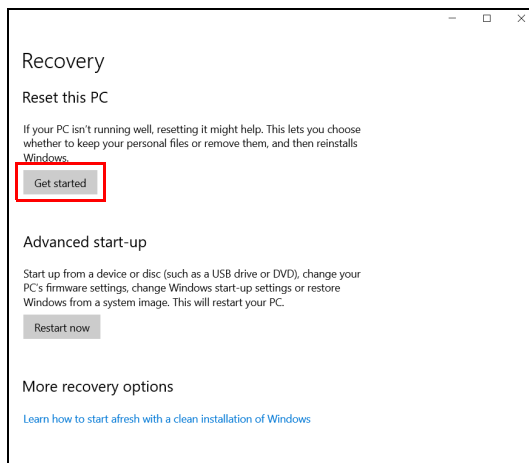 Recovery
Reset this PC
If your PC isn't running well, resetting it might help. This lets you choose
whether to keep your personal files or remove them, and then reinstalls
Windows.
Get started
Advanced start-up
Start up from a device or disc (such as a USB drive or DVD), change your
PC's firmware settings, change Windows start-up settings or restore
Windows from a system image. This will restart your PC.
Restart now
More recovery options
Learn how to start afresh with a clean installation of Windows